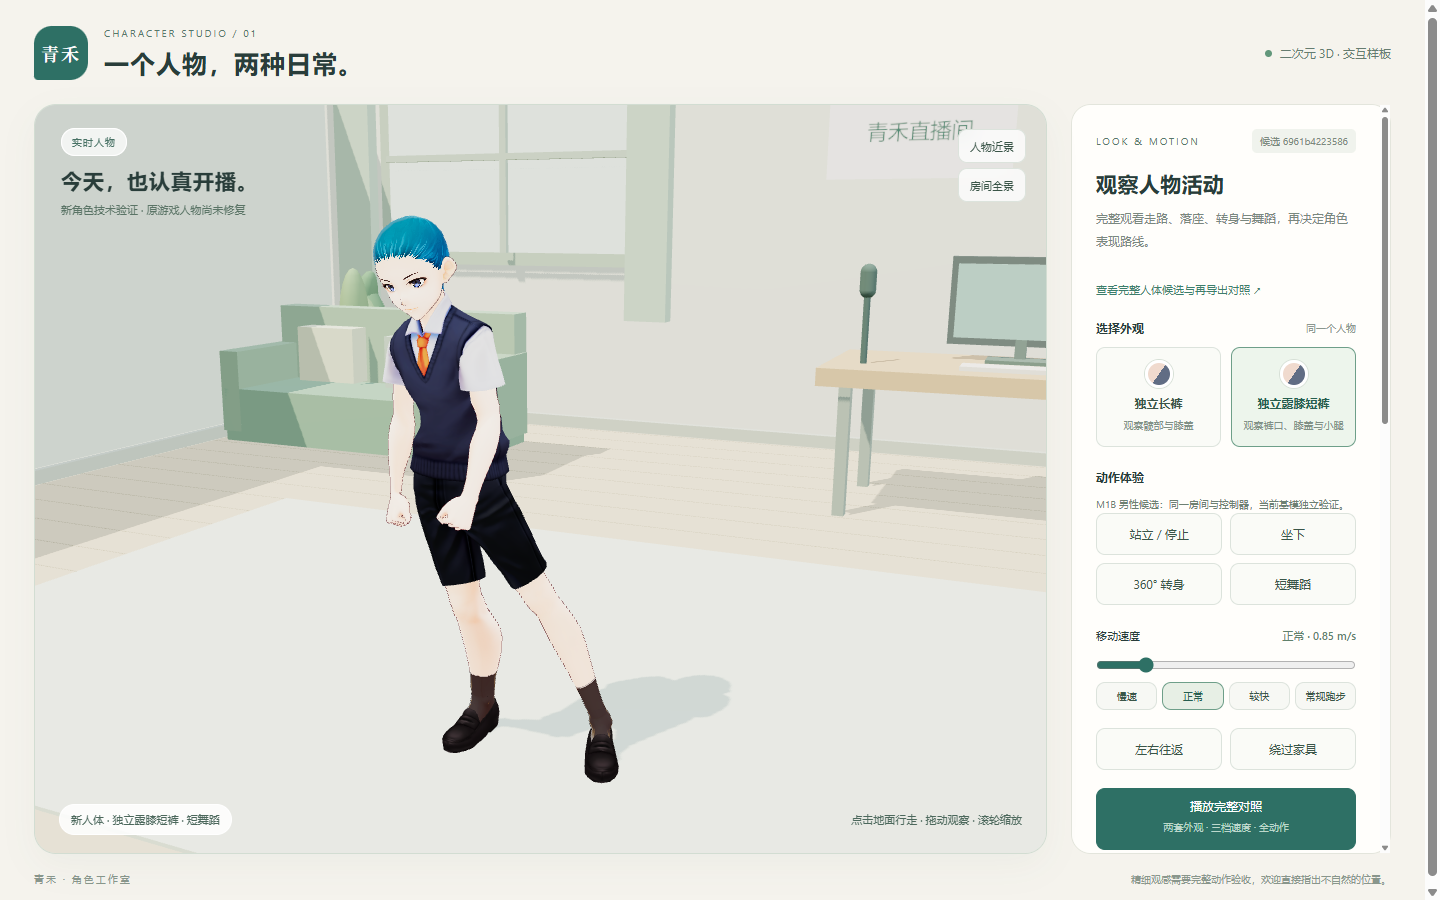 青禾
CHARACTER STUDIO / 01
一个人物，两种日常。
二次元 3D · 交互样板
实时人物
今天，也认真开播。
新角色技术验证 · 原游戏人物尚未修复
青禾直播间
人物近景
房间全景
新人体 · 独立露膝短裤 · 短舞蹈
点击地面行走 · 拖动观察 · 滚轮缩放
LOOK & MOTION
候选 6961b4223586
观察人物活动
完整观看走路、落座、转身与舞蹈，再决定角色
表现路线。
查看完整人体候选与再导出对照 ↗
选择外观
同一个人物
独立长裤
观察髋部与膝盖
独立露膝短裤
观察裤口、膝盖与小腿
动作体验
M18 男性候选：同一房间与控制器，当前基模独立验证。
站立 / 停止
坐下
360° 转身
短舞蹈
移动速度
正常 · 0.85 m/s
慢速
正常
较快
常规跑步
左右往返
绕过家具
播放完整对照
两套外观 · 三档速度 · 全动作
青禾 · 角色工作室
精细观感需要完整动作验收，欢迎直接指出不自然的位置。